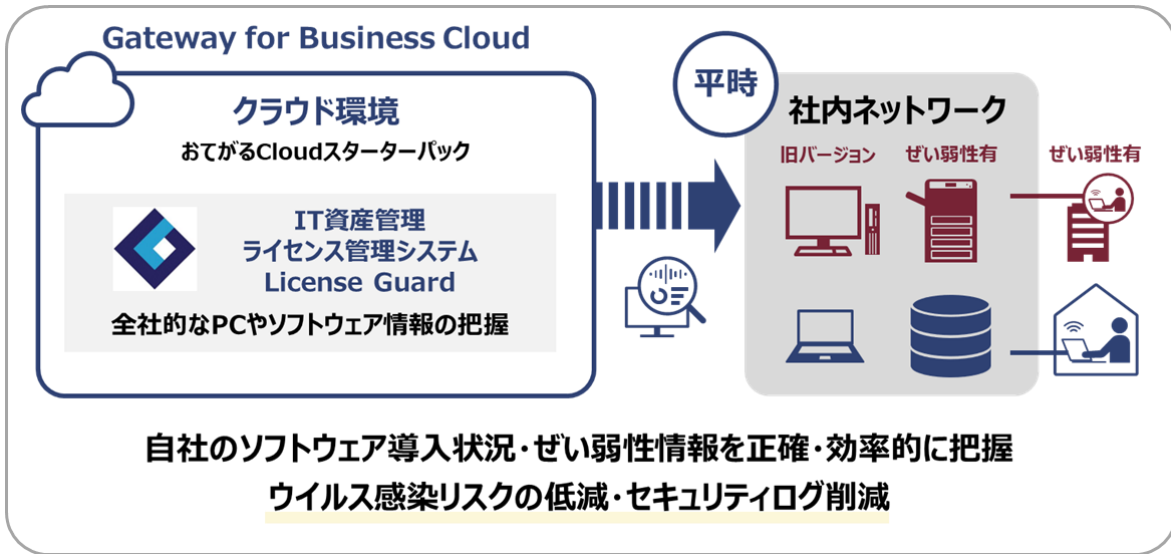 Gateway for Business Cloud
クラウド環境
おてがるCloudスターターパック
IT資産管理
ライセンス管理システム
License Guard
全社的なPCやソフトウェア情報の把握
平時
社内ネットワーク
旧バージョン
ぜい弱性有
ぜい弱性有
自社のソフトウェア導入状況・ぜい弱性情報を正確・効率的に把握
ウイルス感染リスクの低減・セキュリティログ削減